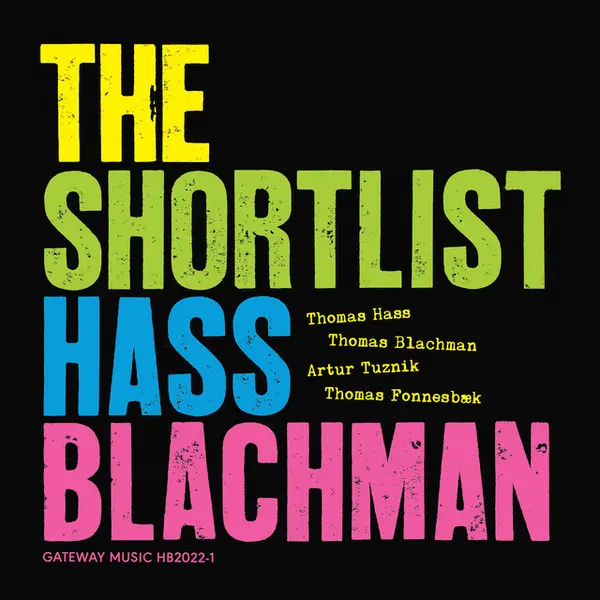 THE
SHORTLIST
HASS
Thomas Hass
Thomas Blachman
Artur Tuznik
Thomas Fonnesbæk
BLACHMAN
GATEWAY MUSIC HB2022-1